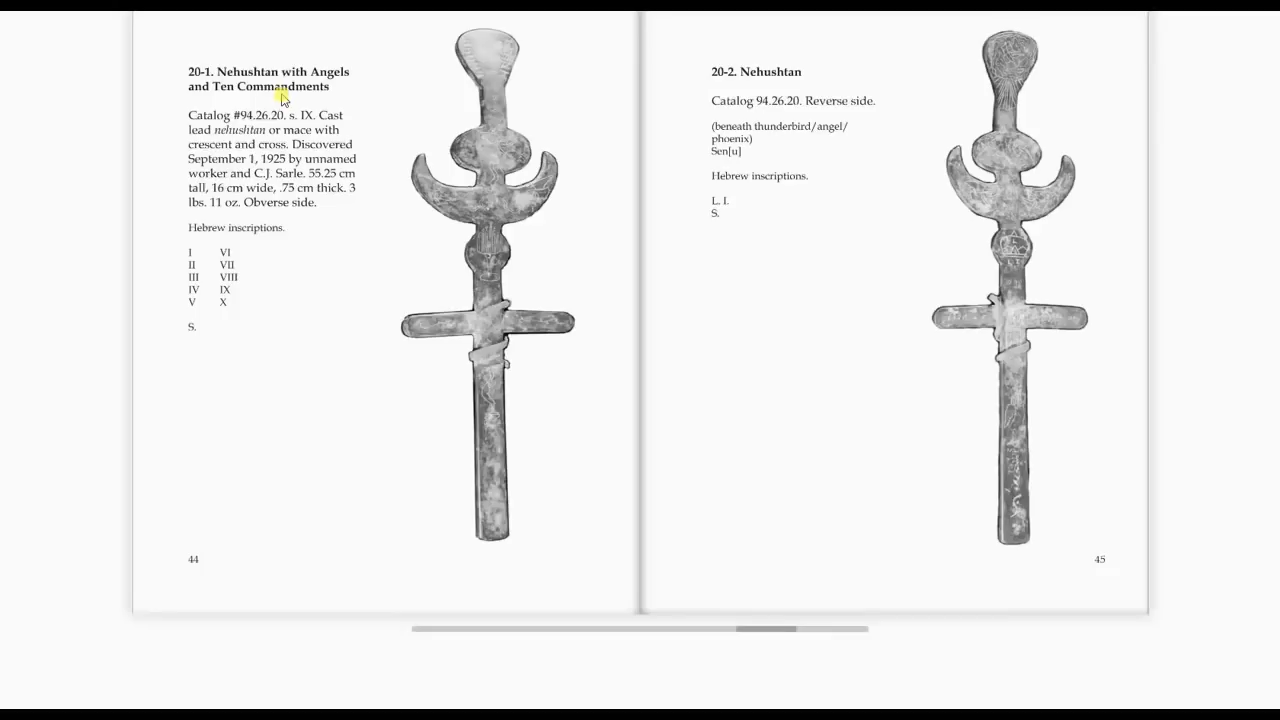 20-1. Nehushtan with Angels
and Ten Commandments
Catalog #94.26.20. s. IX. Cast
lead nehushtan or mace with
crescent and cross. Discovered
September 1, 1925 by unnamed
worker and C.J. Sarle. 55.25 cm
tall, 16 cm wide, .75 cm thick. 3
lbs. 11 oz. Obverse side.
Hebrew inscriptions.
I VI
II VII
III VIII
IV IX
V X
S.
44
20-2. Nehushtan
Catalog 94.26.20. Reverse side.
(beneath thunderbird/angel/
phoenix)
Sen[u]
Hebrew inscriptions.
L. I.
S.
45